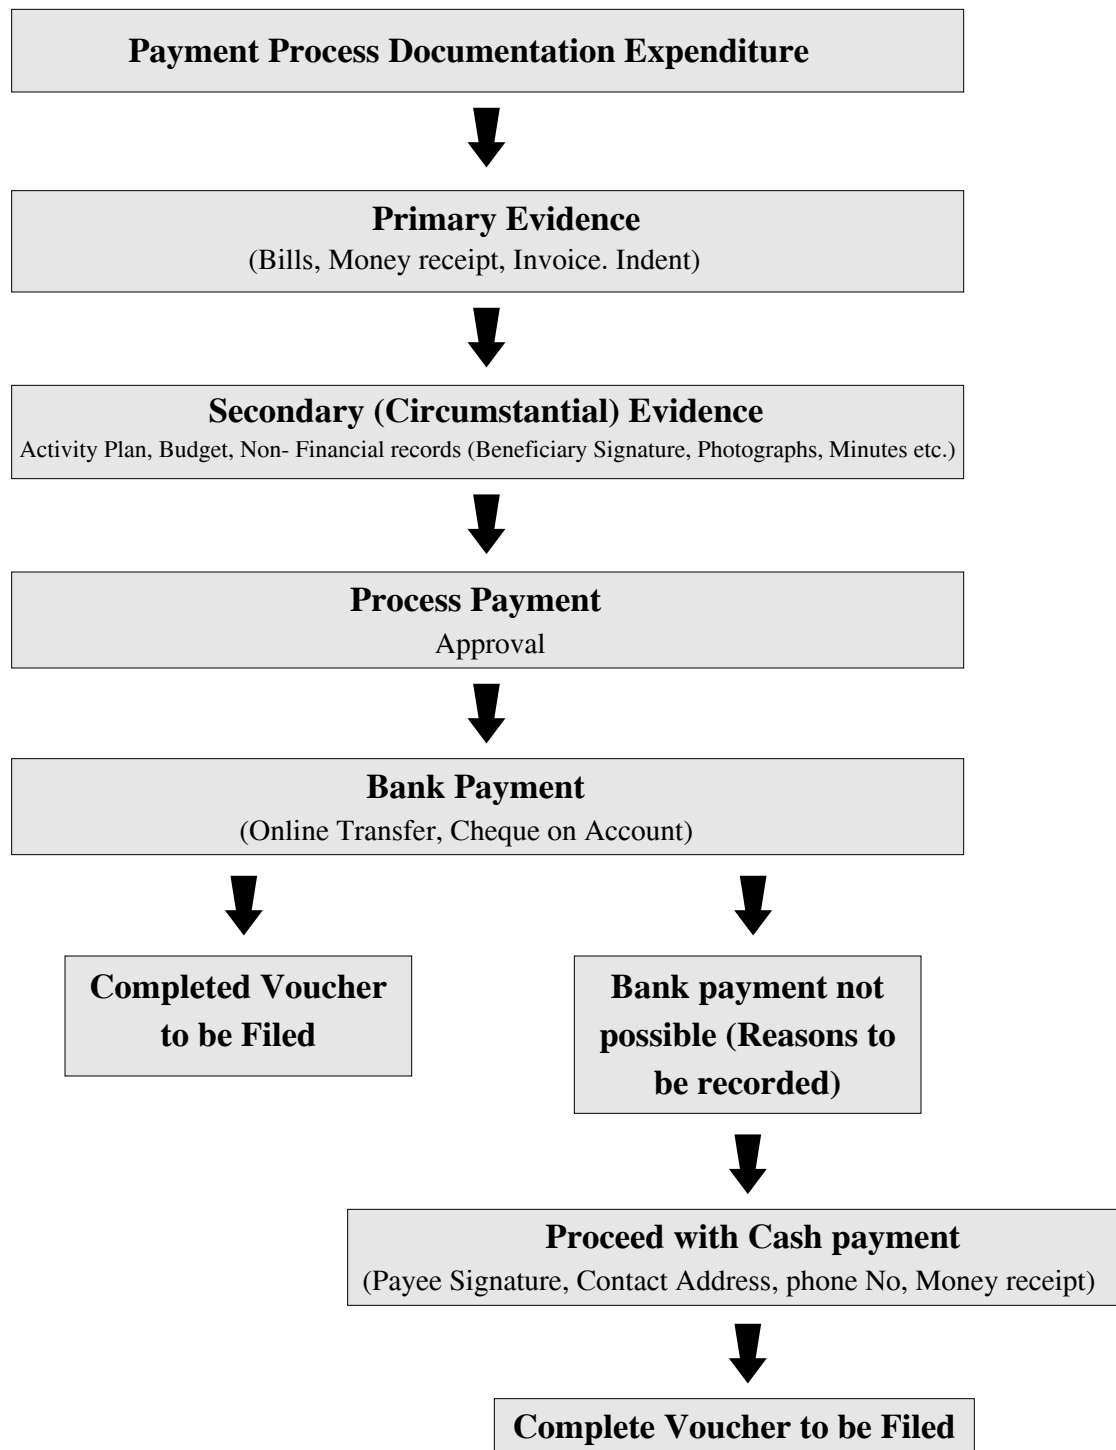 Payment Process Documentation Expenditure
Primary Evidence
(Bills, Money receipt, Invoice. Indent)
Secondary (Circumstantial) Evidence
Activity Plan, Budget, Non- Financial records (Beneficiary Signature, Photographs, Minutes etc.)
Process Payment
Approval
Bank Payment
(Online Transfer, Cheque on Account)
Completed Voucher
to be Filed
Bank payment not
possible (Reasons to
be recorded)
Proceed with Cash payment
(Payee Signature, Contact Address, phone No, Money receipt)
Complete Voucher to be Filed